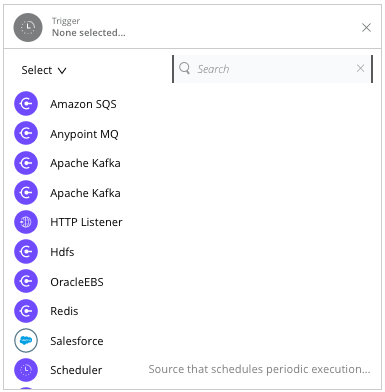 Trigger
None selected...
Select
Search
Amazon SQS
Anypoint MQ
Apache Kafka
Apache Kafka
HTTP Listener
Hdfs
OracleEBS
Redis
Salesforce
Scheduler Source that schedules periodic execution...